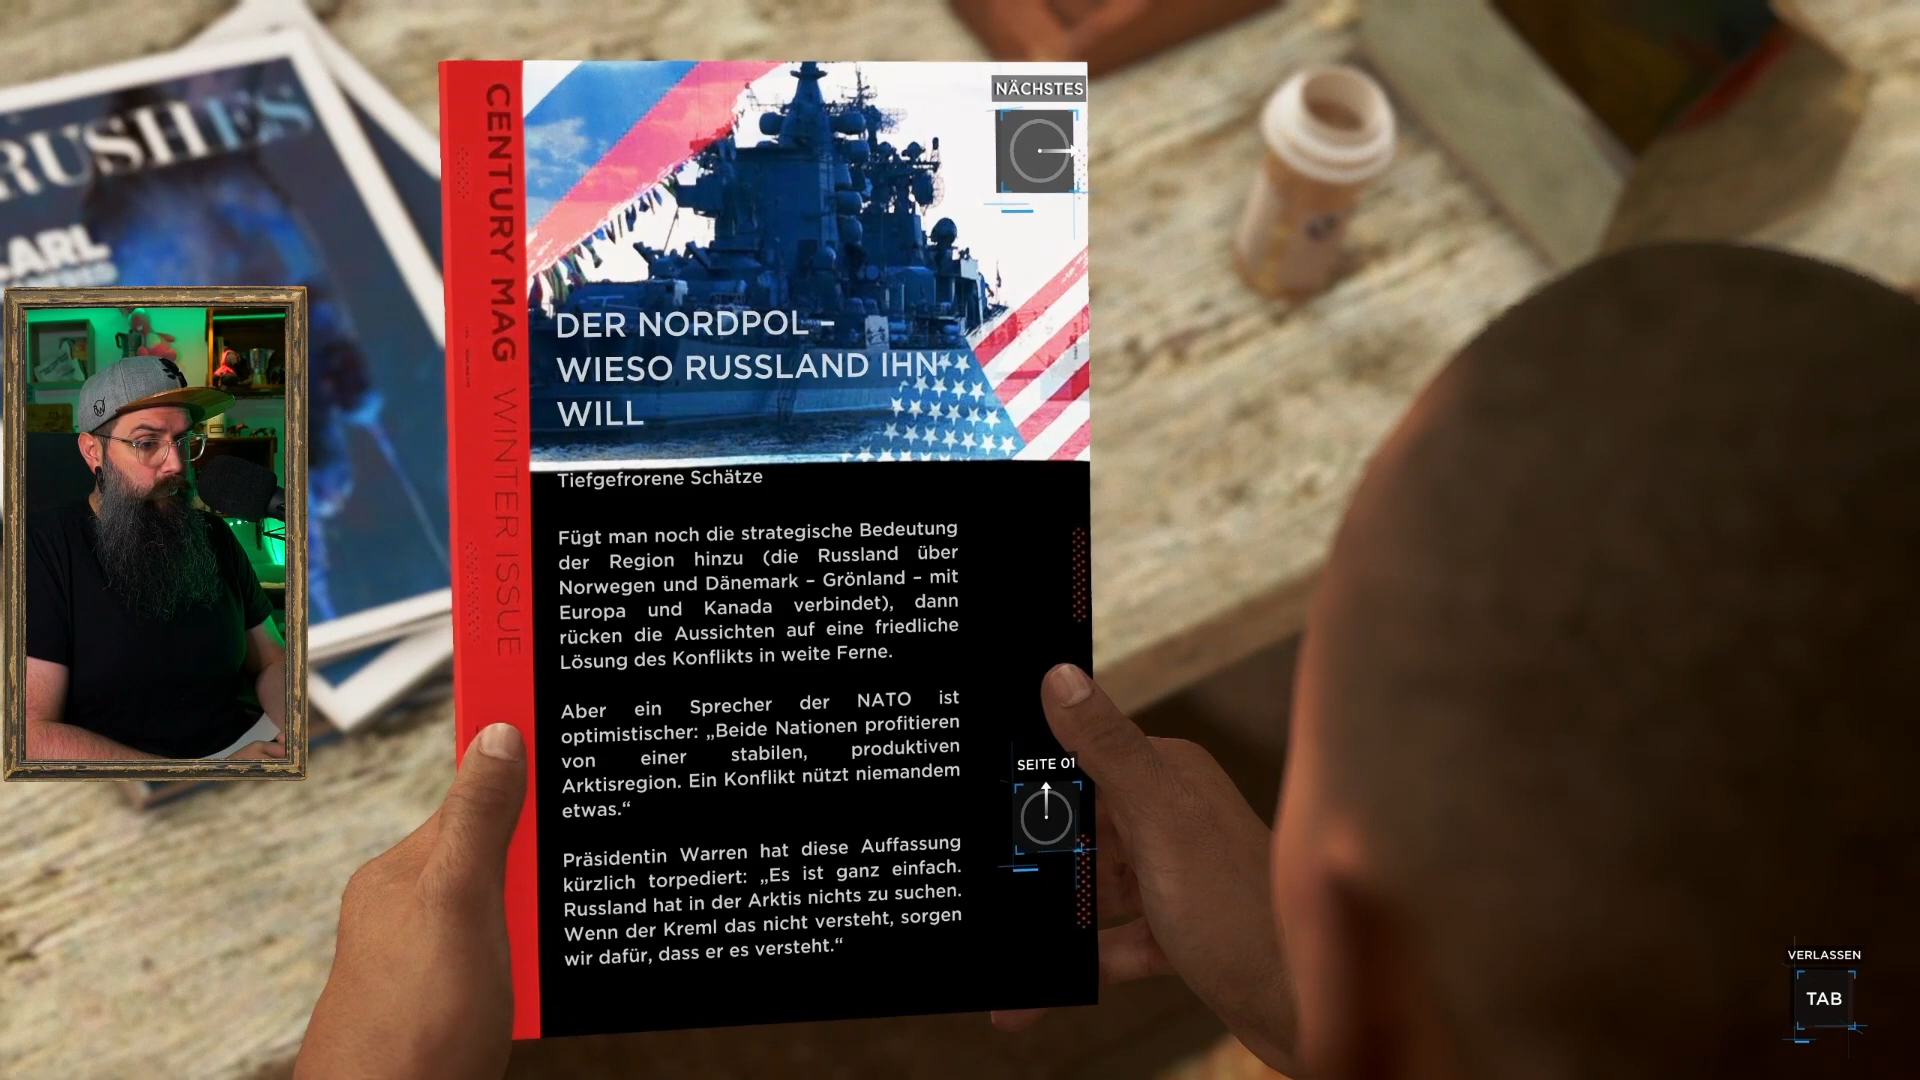 RUSHES
CENTURY MAG WINTER ISSUE
NÄCHSTES
DER NORDPOL –
WIESO RUSSLAND IHN
WILL
Tiefgefrorene Schätze
Fügt man noch die strategische Bedeutung
der Region hinzu (die Russland über
Norwegen und Dänemark – Grönland – mit
Europa und Kanada verbindet), dann
rücken die Aussichten auf eine friedliche
Lösung des Konflikts in weite Ferne.
Aber ein Sprecher der NATO ist
optimistischer: „Beide Nationen profitieren
von einer stabilen, produktiven
Arktisregion. Ein Konflikt nützt niemandem
etwas.“
Präsidentin Warren hat diese Auffassung
kürzlich torpediert: „Es ist ganz einfach.
Russland hat in der Arktis nichts zu suchen.
Wenn der Kreml das nicht versteht, sorgen
wir dafür, dass er es versteht.“
SEITE 01
VERLASSEN
TAB